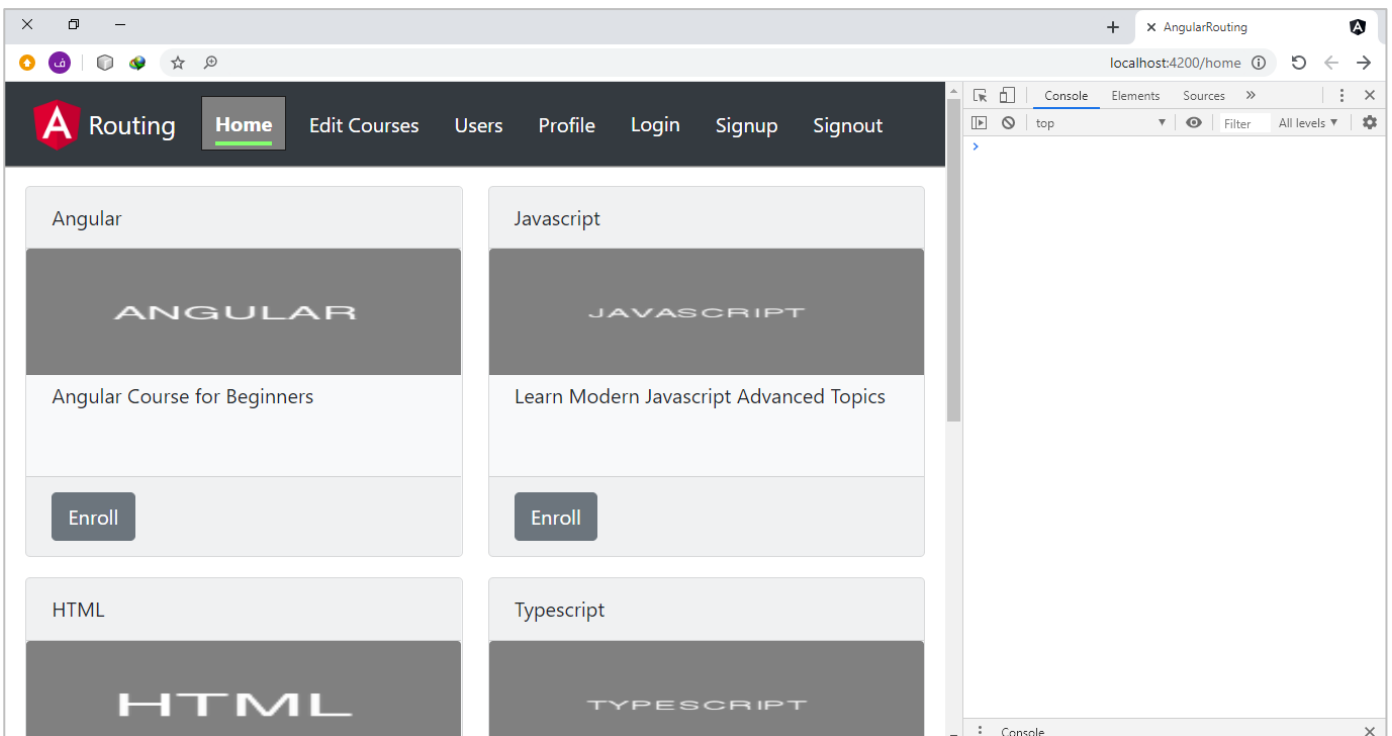 AngularRouting
ف
localhost:4200/home
A Routing Home Edit Courses Users Profile Login Signup Signout
Console Elements Sources »
top Filter All levels
>
Angular
ANGULAR
Angular Course for Beginners
Enroll
Javascript
JAVASCRIPT
Learn Modern Javascript Advanced Topics
Enroll
HTML
HTML
Typescript
TYPESCRIPT
Console